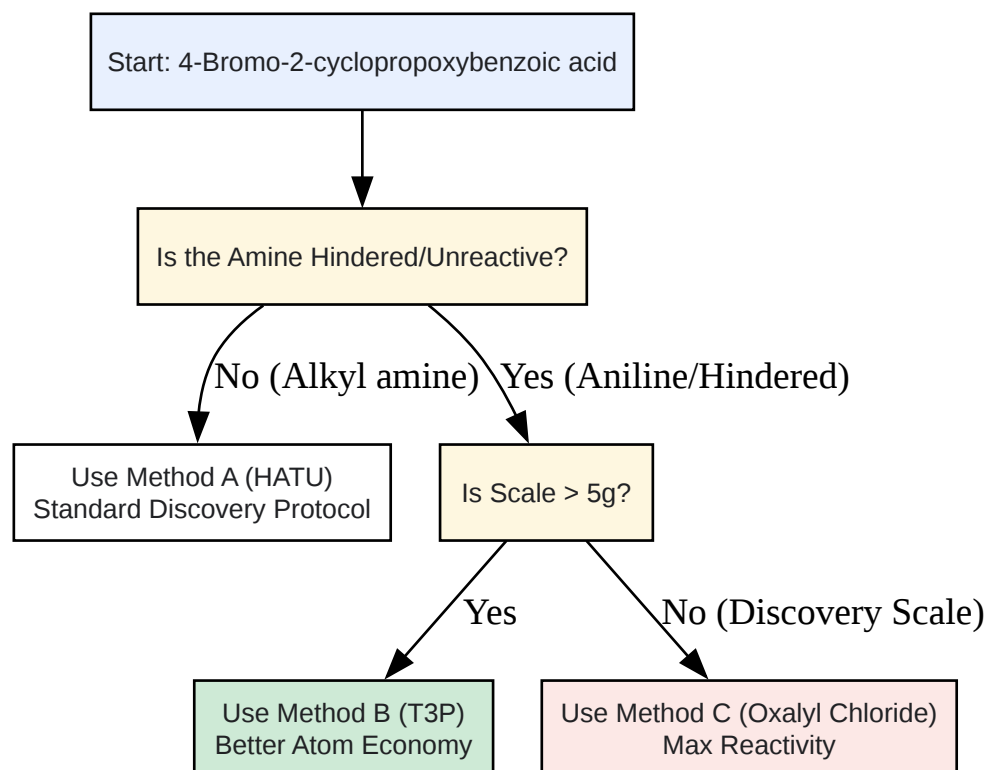 Start: 4-Bromo-2-cyclopropoxybenzoic acid
Is the Amine Hindered/Unreactive?
No (Alkyl amine)
Yes (Aniline/Hindered)
Use Method A (HATU)
Standard Discovery Protocol
Is Scale > 5g?
Yes
No (Discovery Scale)
Use Method B (T3P)
Better Atom Economy
Use Method C (Oxalyl Chloride)
Max Reactivity